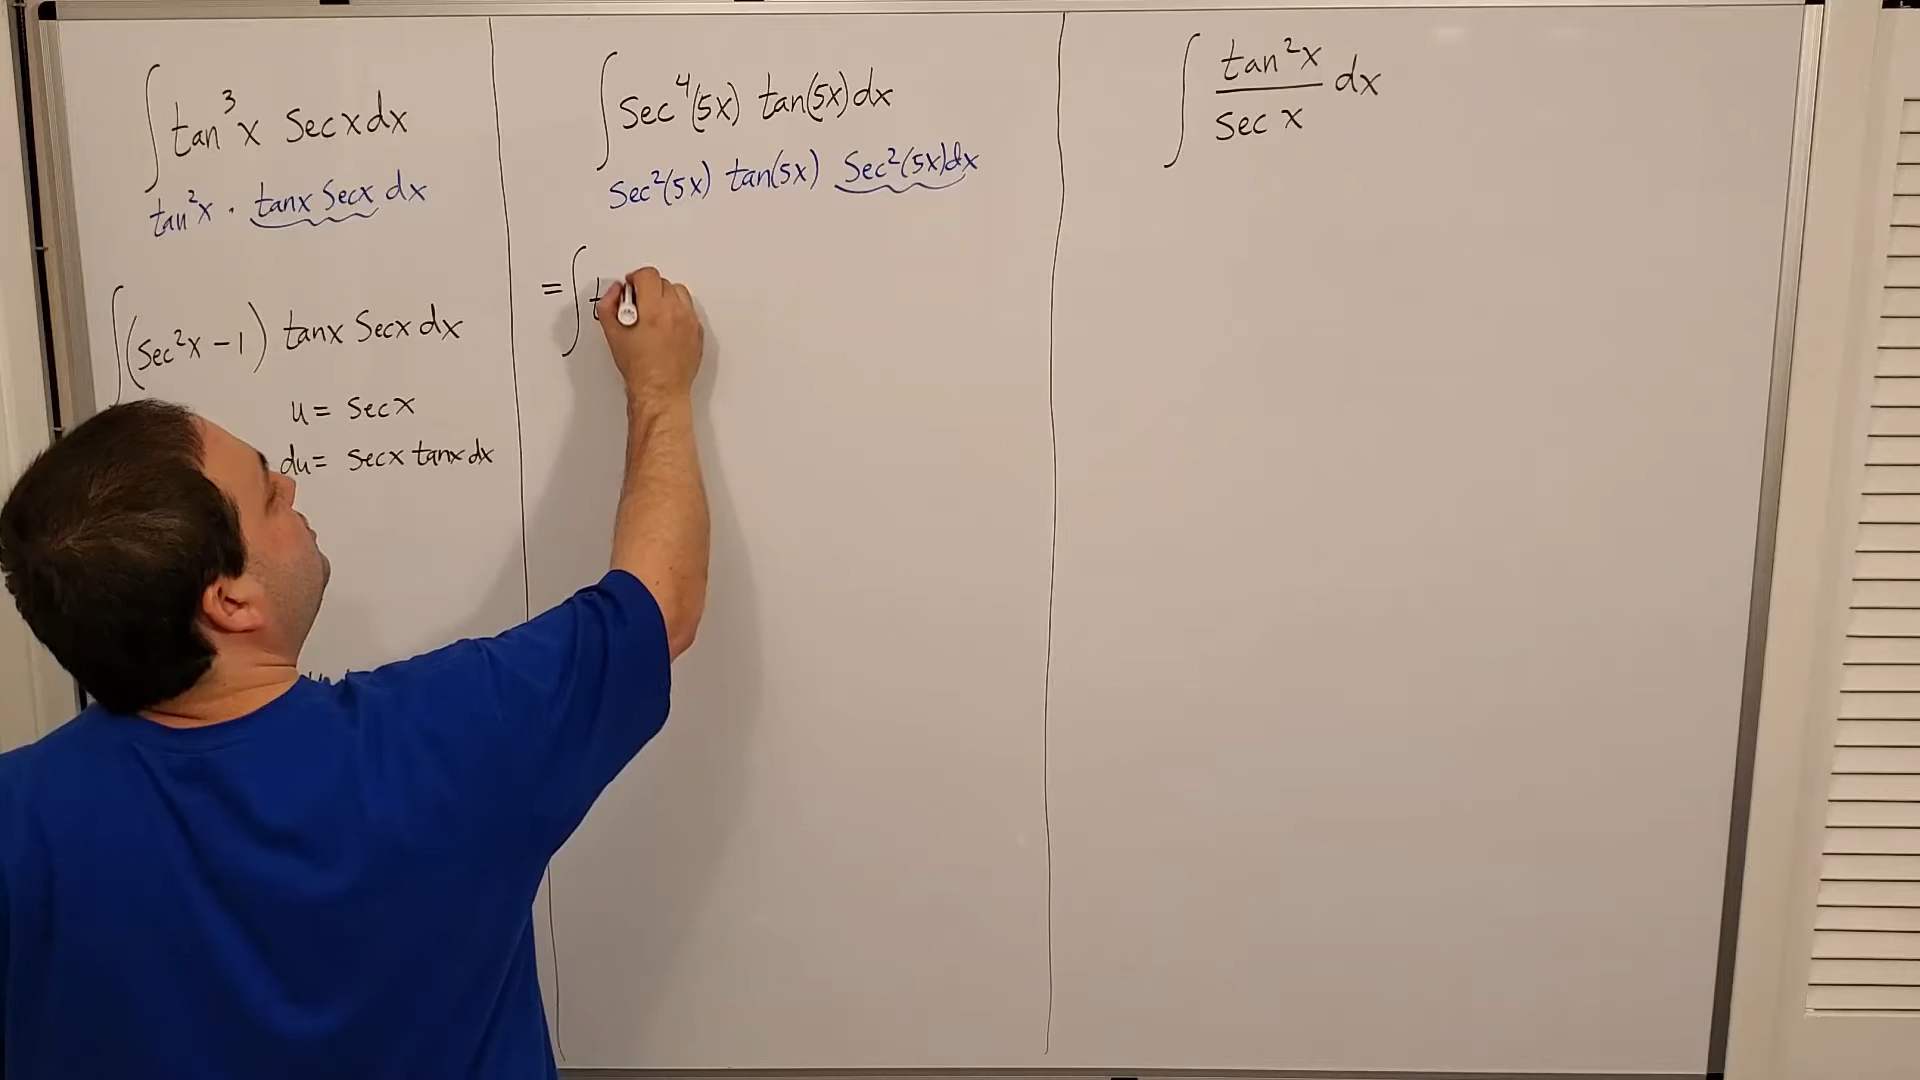 ∫ tan³x secx dx
tan²x · tanx secx dx
∫ (sec²x − 1) tanx secx dx
u = secx
du = secx tanx dx
∫ sec⁴(5x) tan(5x) dx
sec²(5x) tan(5x) sec²(5x) dx
= ∫ t
∫ tan²x / sec x dx